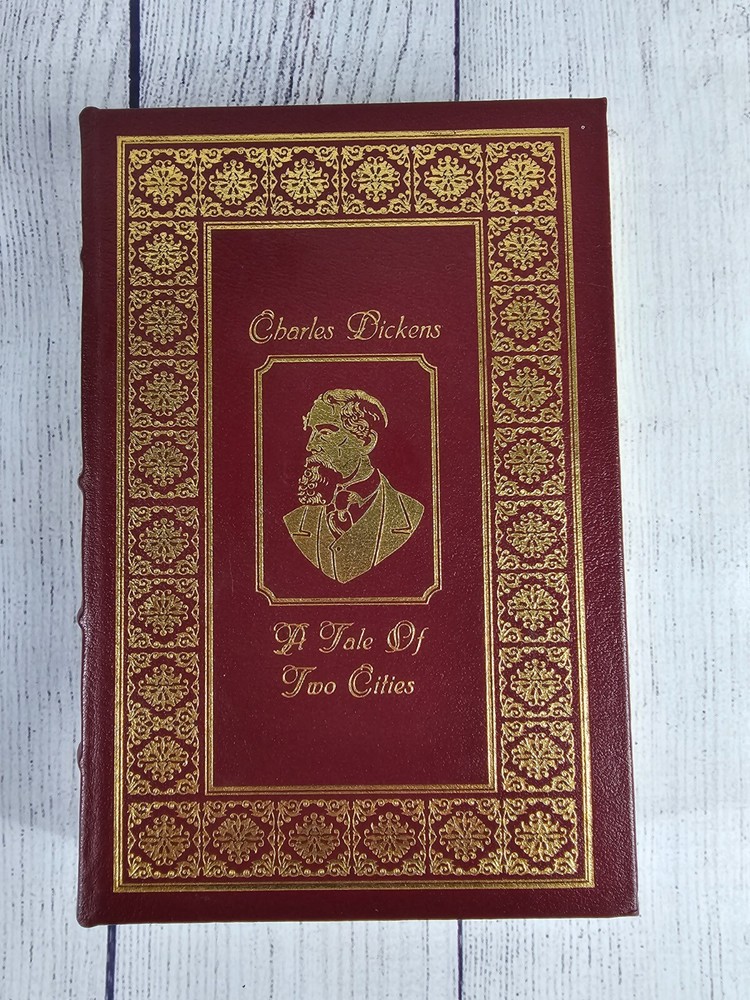 Charles Dickens
A Tale Of
Two Cities